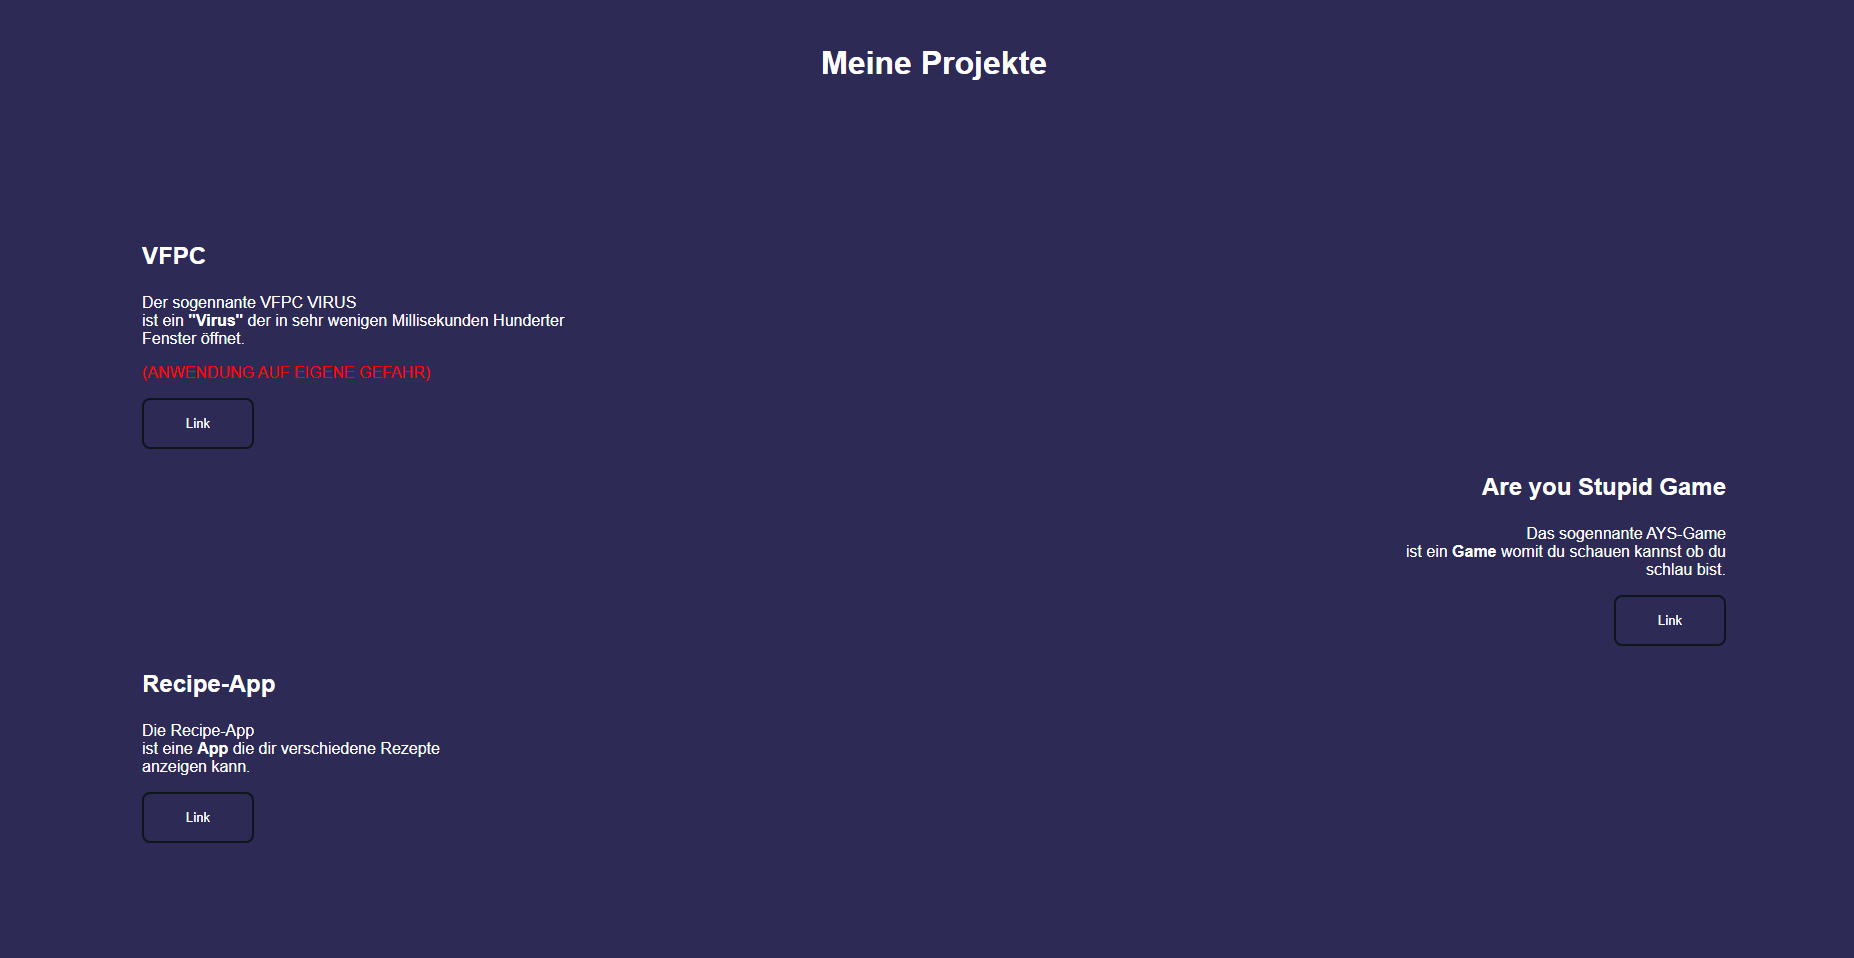 Meine Projekte
VFPC
Der sogennante VFPC VIRUS
ist ein "Virus" der in sehr wenigen Millisekunden Hunderter
Fenster öffnet.
(ANWENDUNG AUF EIGENE GEFAHR)
Link
Are you Stupid Game
Das sogennante AYS-Game
ist ein Game womit du schauen kannst ob du
schlau bist.
Link
Recipe-App
Die Recipe-App
ist eine App die dir verschiedene Rezepte
anzeigen kann.
Link